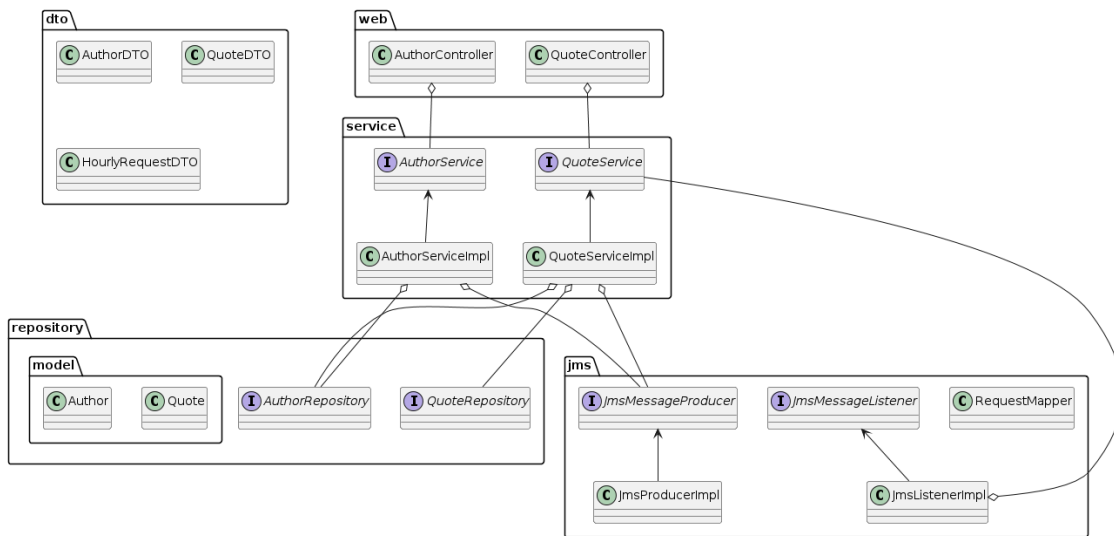 dto
C AuthorDTO
C QuoteDTO
C HourlyRequestDTO
web
C AuthorController
C QuoteController
service
I AuthorService
I QuoteService
C AuthorServiceImpl
C QuoteServiceImpl
repository
model
C Author
C Quote
I AuthorRepository
I QuoteRepository
jms
I JmsMessageProducer
I JmsMessageListener
C RequestMapper
C JmsProducerImpl
C JmsListenerImpl